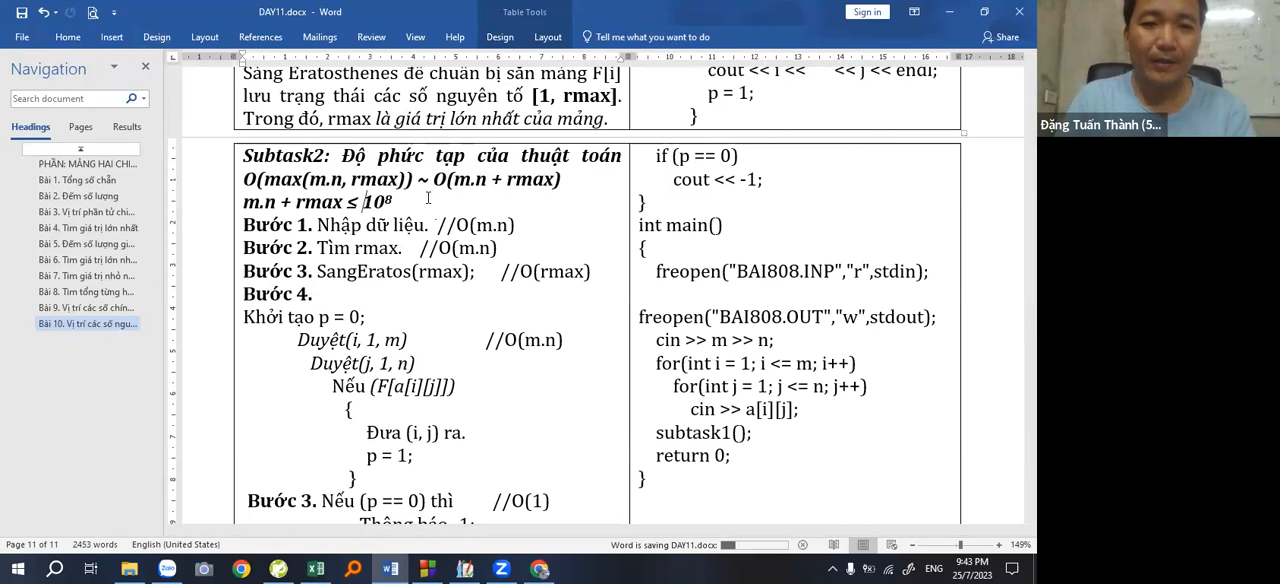 DAY11.docx - Word
Table Tools
Sign in
File Home Insert Design Layout References Mailings Review View Help Design Layout Tell me what you want to do Share
Navigation
Search document
Headings Pages Results
PHẦN: MẢNG HAI CHI...
Bài 1. Tổng số chẵn
Bài 2. Đếm số lượng
Bài 3. Vị trí phần tử chi...
Bài 4. Tìm giá trị lớn nhất
Bài 5. Đếm số lượng gi...
Bài 6. Tìm giá trị lớn nh...
Bài 7. Tìm giá trị nhỏ n...
Bài 8. Tìm tổng từng h...
Bài 9. Vị trí các số chín...
Bài 10. Vị trí các số ngu...
Sàng Eratosthenes để chuẩn bị sẵn mảng F[i]
lưu trạng thái các số nguyên tố [1, rmax].
Trong đó, rmax là giá trị lớn nhất của mảng.
Subtask2: Độ phức tạp của thuật toán
O(max(m.n, rmax)) ~ O(m.n + rmax)
m.n + rmax ≤ 10⁸
Bước 1. Nhập dữ liệu. //O(m.n)
Bước 2. Tìm rmax. //O(m.n)
Bước 3. SangEratos(rmax); //O(rmax)
Bước 4.
Khởi tạo p = 0;
Duyệt(i, 1, m) //O(m.n)
Duyệt(j, 1, n)
Nếu (F[a[i][j]])
{
Đưa (i, j) ra.
p = 1;
}
Bước 3. Nếu (p == 0) thì //O(1)
Thông báo -1;
cout << i << << j << endl;
p = 1;
}
if (p == 0)
cout << -1;
}
int main()
{
freopen("BAI808.INP","r",stdin);
freopen("BAI808.OUT","w",stdout);
cin >> m >> n;
for(int i = 1; i <= m; i++)
for(int j = 1; j <= n; j++)
cin >> a[i][j];
subtask1();
return 0;
}
Đặng Tuấn Thành (5...
Page 11 of 11 2453 words English (United States) Word is saving DAY11.docx 149%
Zalo
ENG
9:43 PM
25/7/2023